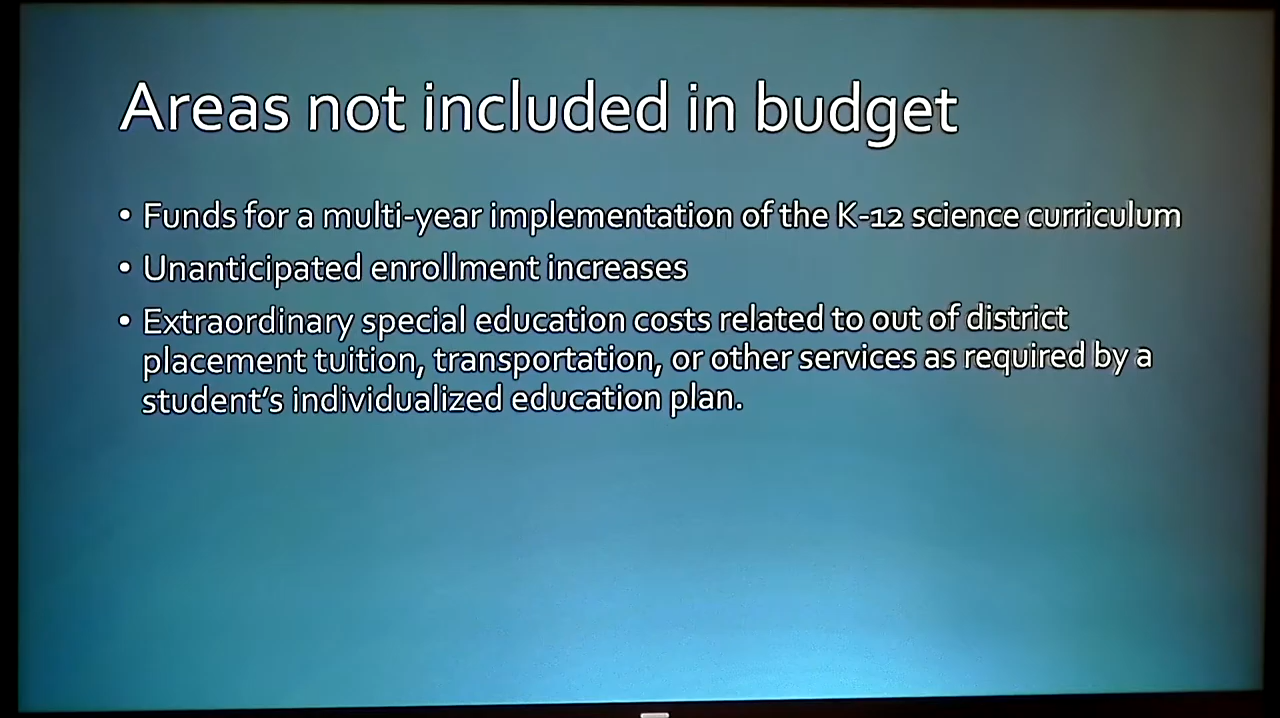 Areas not included in budget
• Funds for a multi-year implementation of the K-12 science curriculum
• Unanticipated enrollment increases
• Extraordinary special education costs related to out of district
placement tuition, transportation, or other services as required by a
student's individualized education plan.